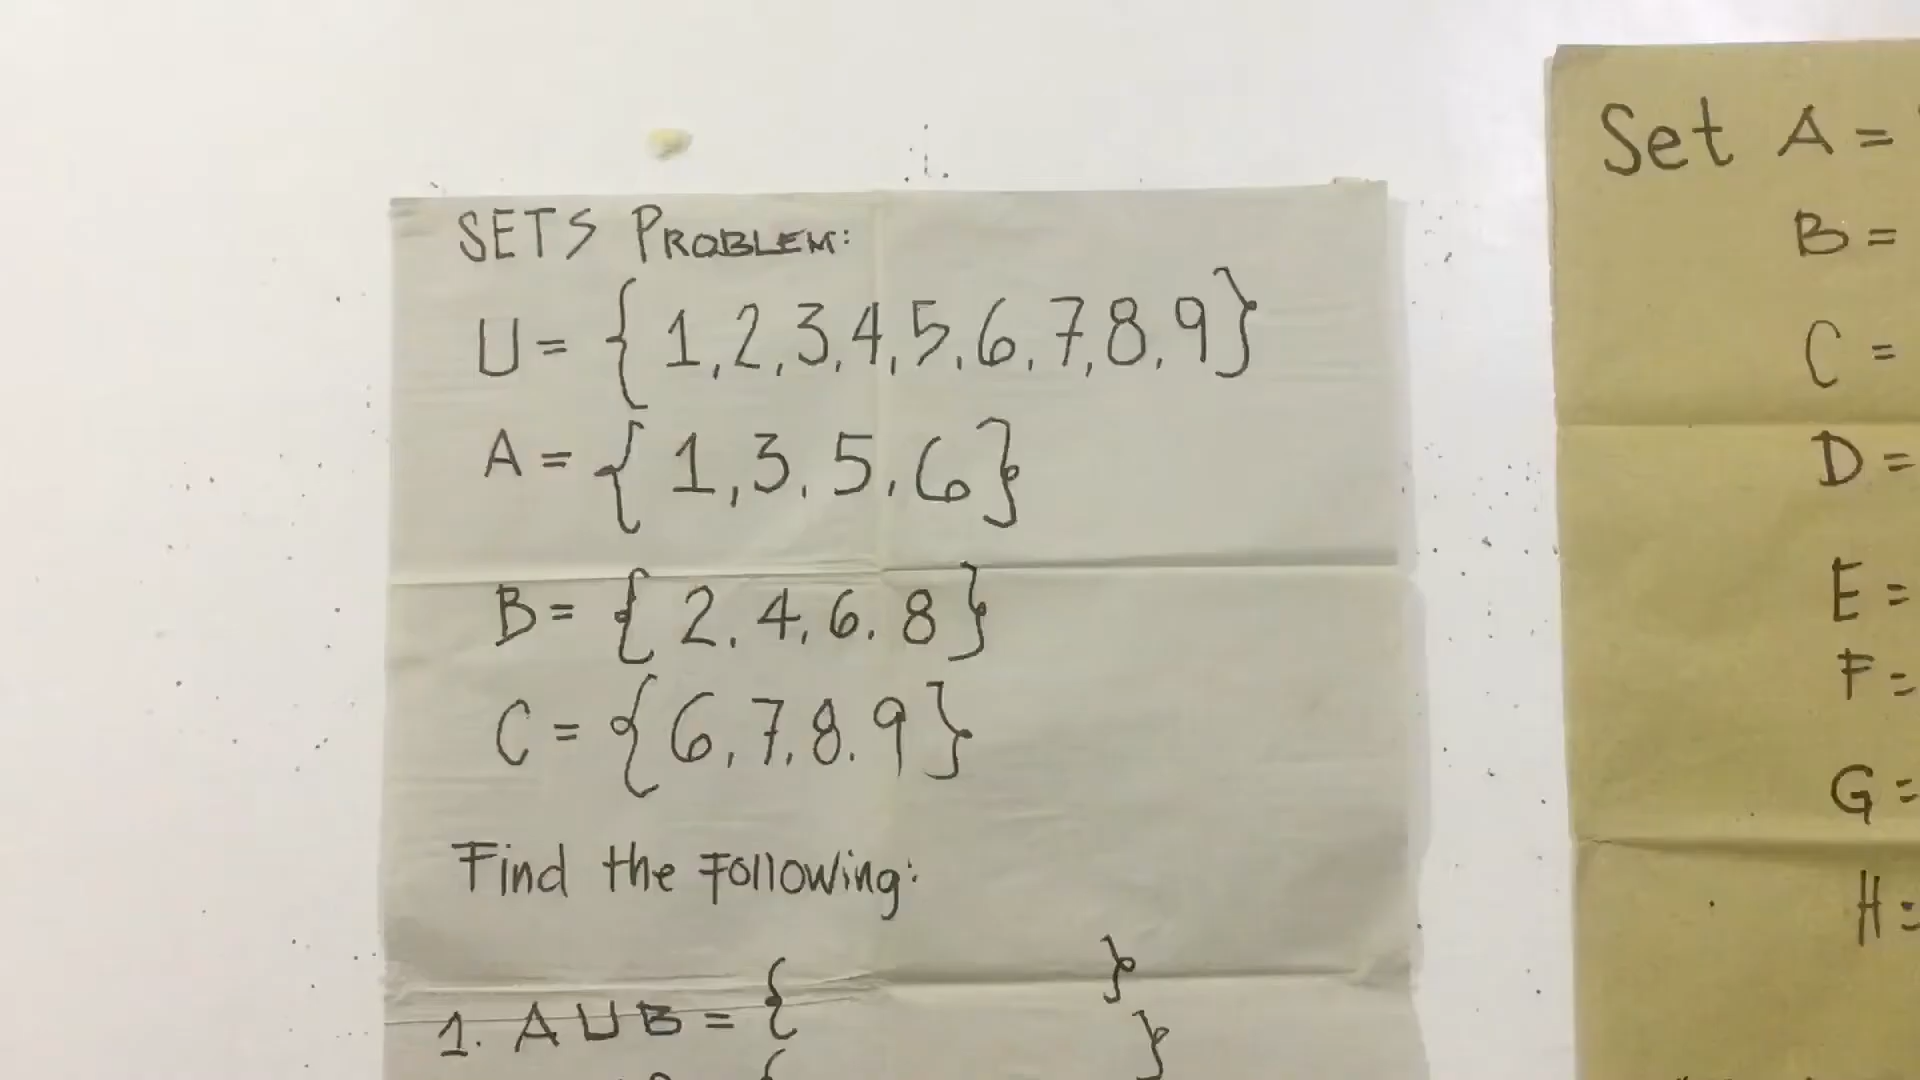 SETS PROBLEM:
U = { 1, 2, 3, 4, 5, 6, 7, 8, 9 }
A = { 1, 3, 5, 6 }
B = { 2, 4, 6, 8 }
C = { 6, 7, 8, 9 }
Find the Following:
1. A U B = { }
{ }
Set A =
B =
C =
D =
E =
F =
G =
H =